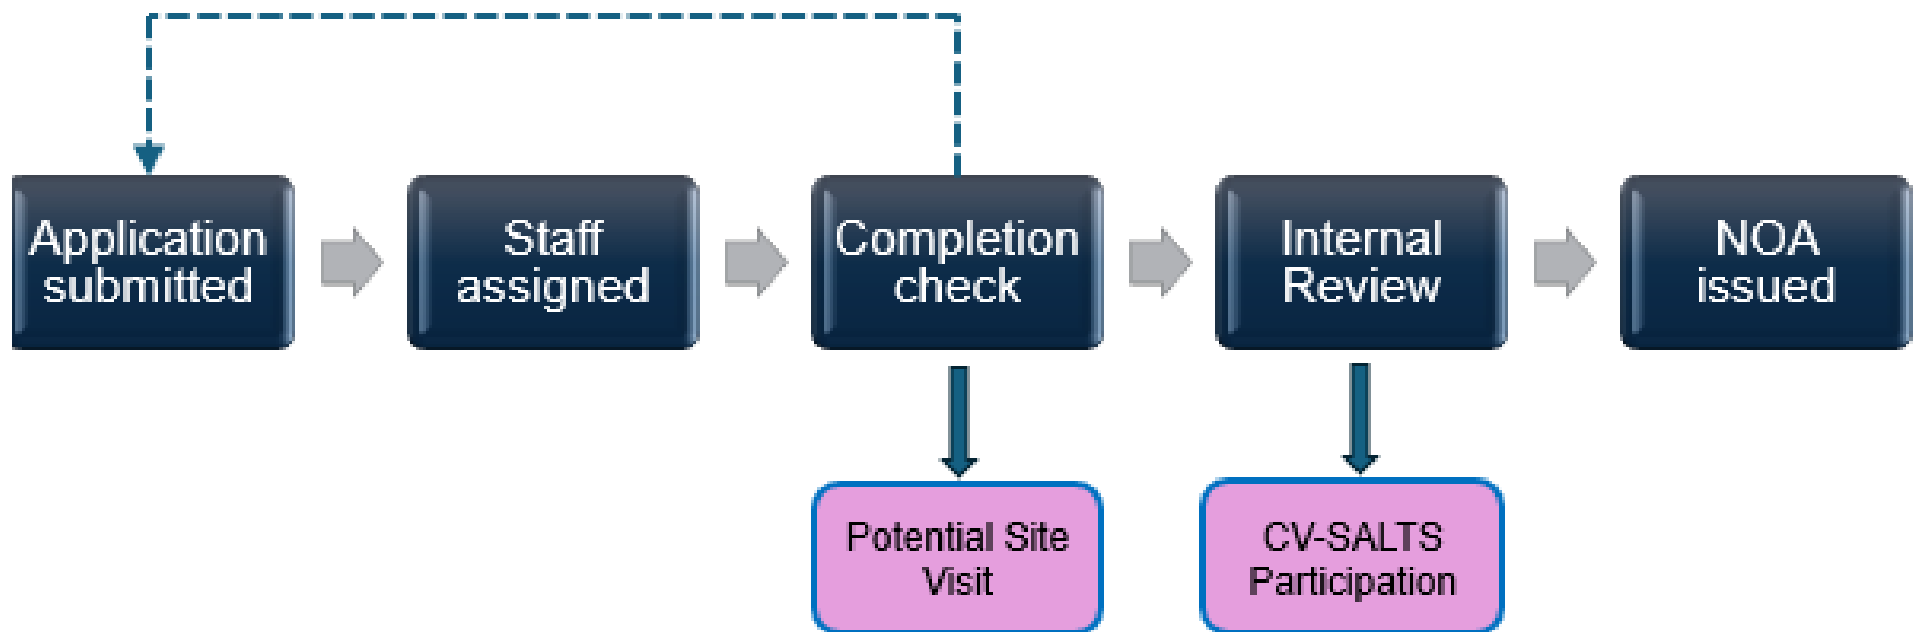 Application
submitted
Staff
assigned
Completion
check
Internal
Review
NOA
issued
Potential Site
Visit
CV-SALTS
Participation